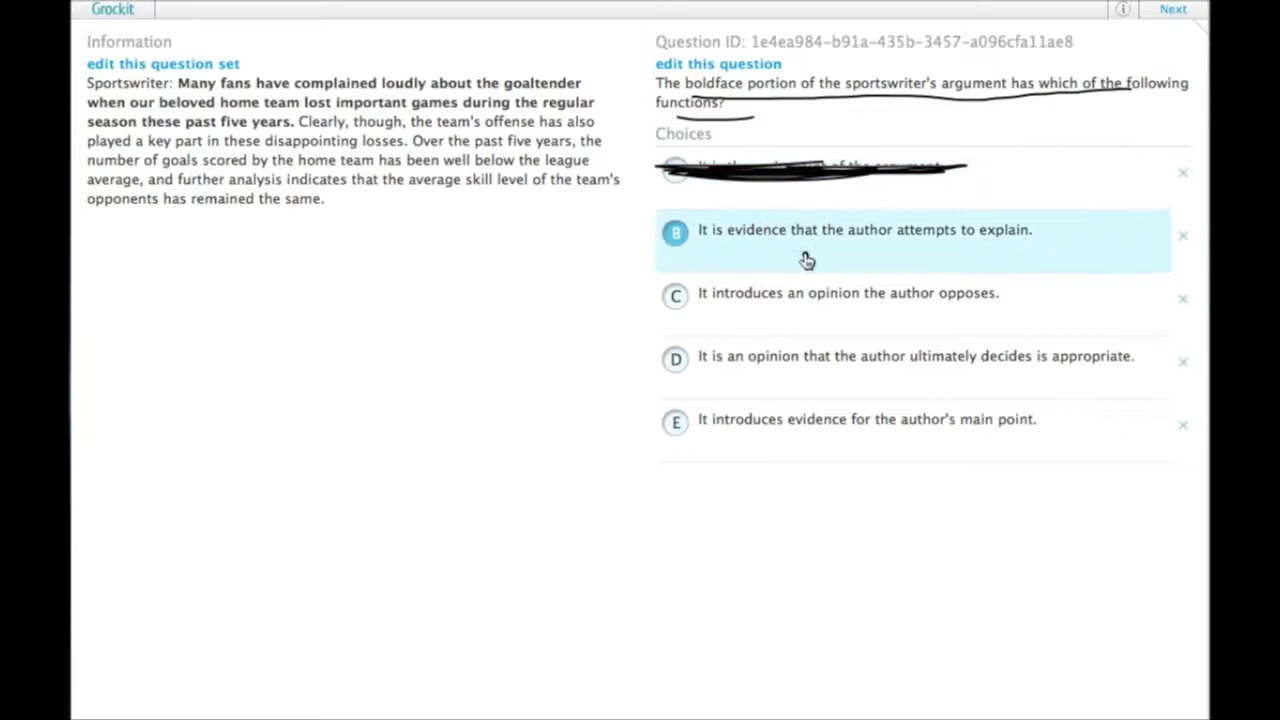 Grockit
i
Next
Information
edit this question set
Sportswriter: Many fans have complained loudly about the goaltender
when our beloved home team lost important games during the regular
season these past five years. Clearly, though, the team's offense has also
played a key part in these disappointing losses. Over the past five years, the
number of goals scored by the home team has been well below the league
average, and further analysis indicates that the average skill level of the team's
opponents has remained the same.
Question ID: 1e4ea984-b91a-435b-3457-a096cfa11ae8
edit this question
The boldface portion of the sportswriter's argument has which of the following
functions?
Choices
of the argument
B It is evidence that the author attempts to explain.
C It introduces an opinion the author opposes.
D It is an opinion that the author ultimately decides is appropriate.
E It introduces evidence for the author's main point.